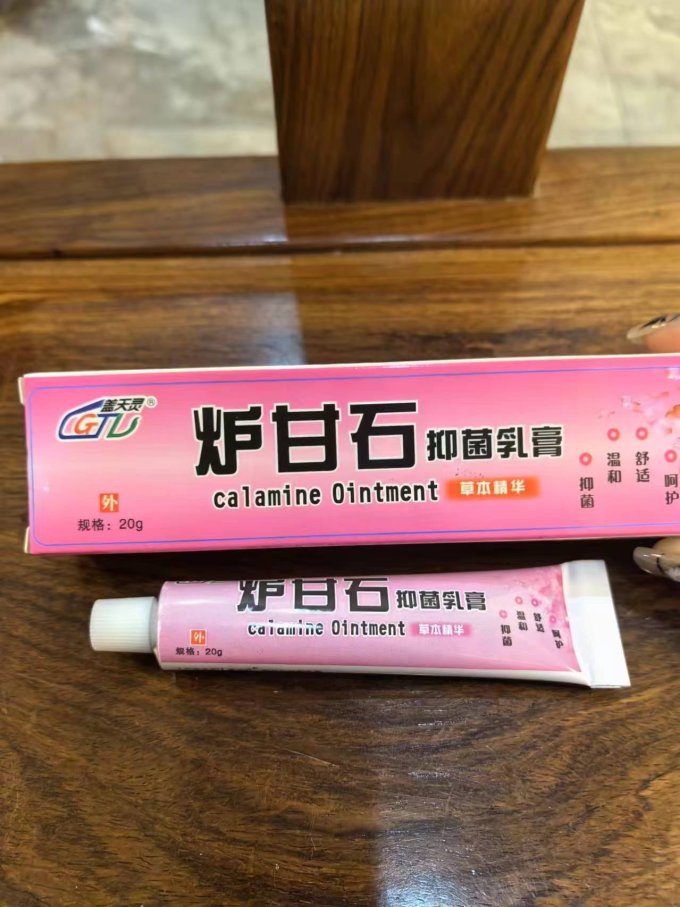 盖天灵®
GTL
炉甘石 抑菌乳膏
calamine Ointment 草本精华
外
规格：20g
抑菌
温和
舒适
呵护
炉甘石 抑菌乳膏
calamine Ointment 草本精华
外
规格：20g
抑菌